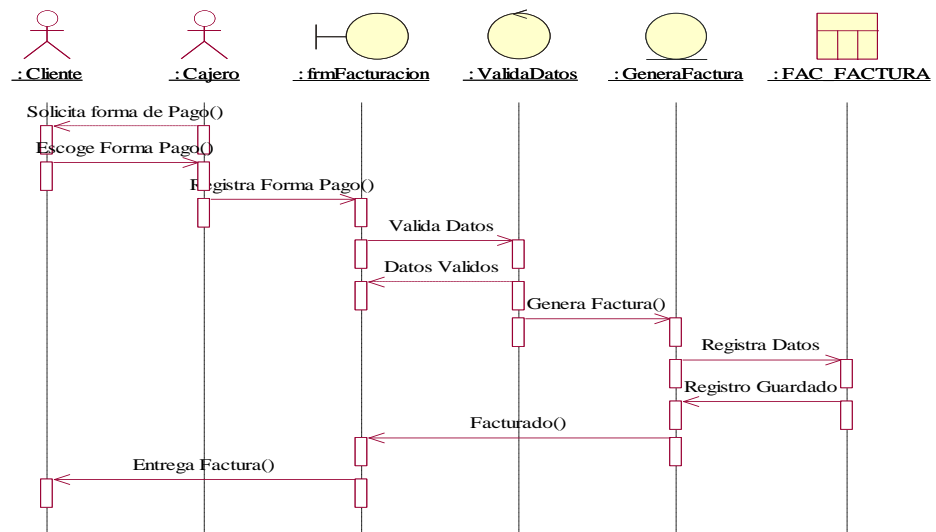 : Cliente
: Cajero
: frmFacturacion
: ValidaDatos
: GeneraFactura
: FAC_FACTURA
Solicita forma de Pago()
Escoge Forma Pago()
Registra Forma Pago()
Valida Datos
Datos Validos
Genera Factura()
Registra Datos
Registro Guardado
Facturado()
Entrega Factura()